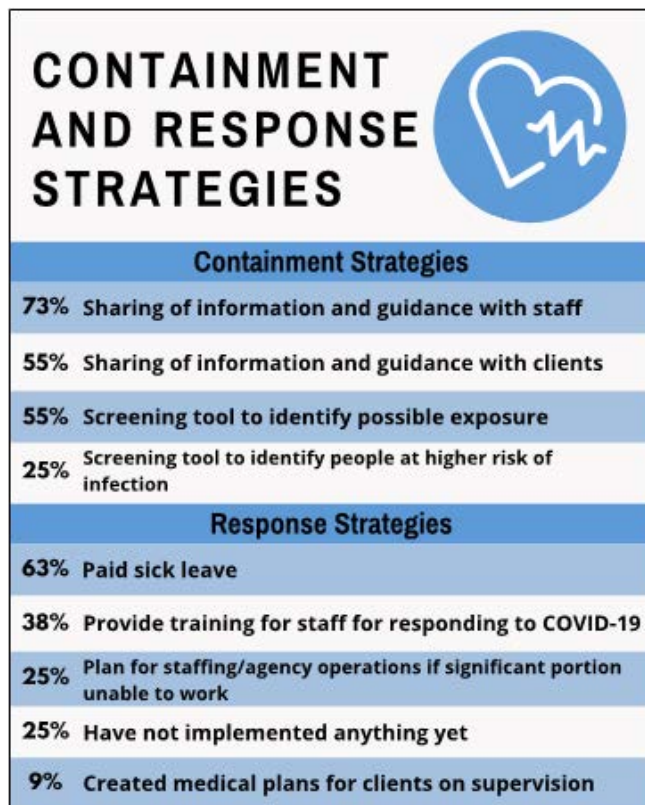 CONTAINMENT
AND RESPONSE
STRATEGIES
Containment Strategies
73% Sharing of information and guidance with staff
55% Sharing of information and guidance with clients
55% Screening tool to identify possible exposure
25% Screening tool to identify people at higher risk of
infection
Response Strategies
63% Paid sick leave
38% Provide training for staff for responding to COVID-19
25% Plan for staffing/agency operations if significant portion
unable to work
25% Have not implemented anything yet
9% Created medical plans for clients on supervision